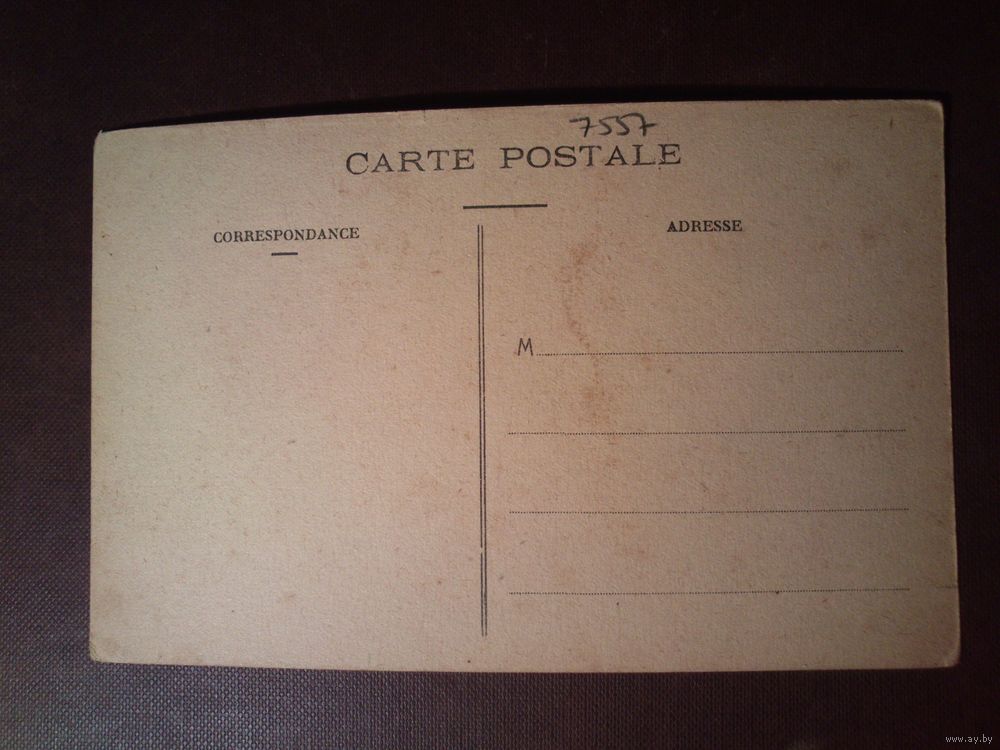 7557
CARTE POSTALE
CORRESPONDANCE
ADRESSE
M
www.ay.by